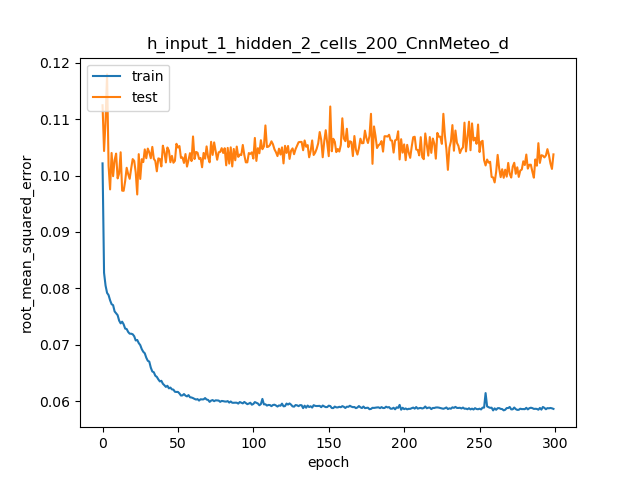 h_input_1_hidden_2_cells_200_CnnMeteo_d
train
test
0.12
0.11
0.10
0.09
0.08
0.07
0.06
root_mean_squared_error
0 50 100 150 200 250 300
epoch